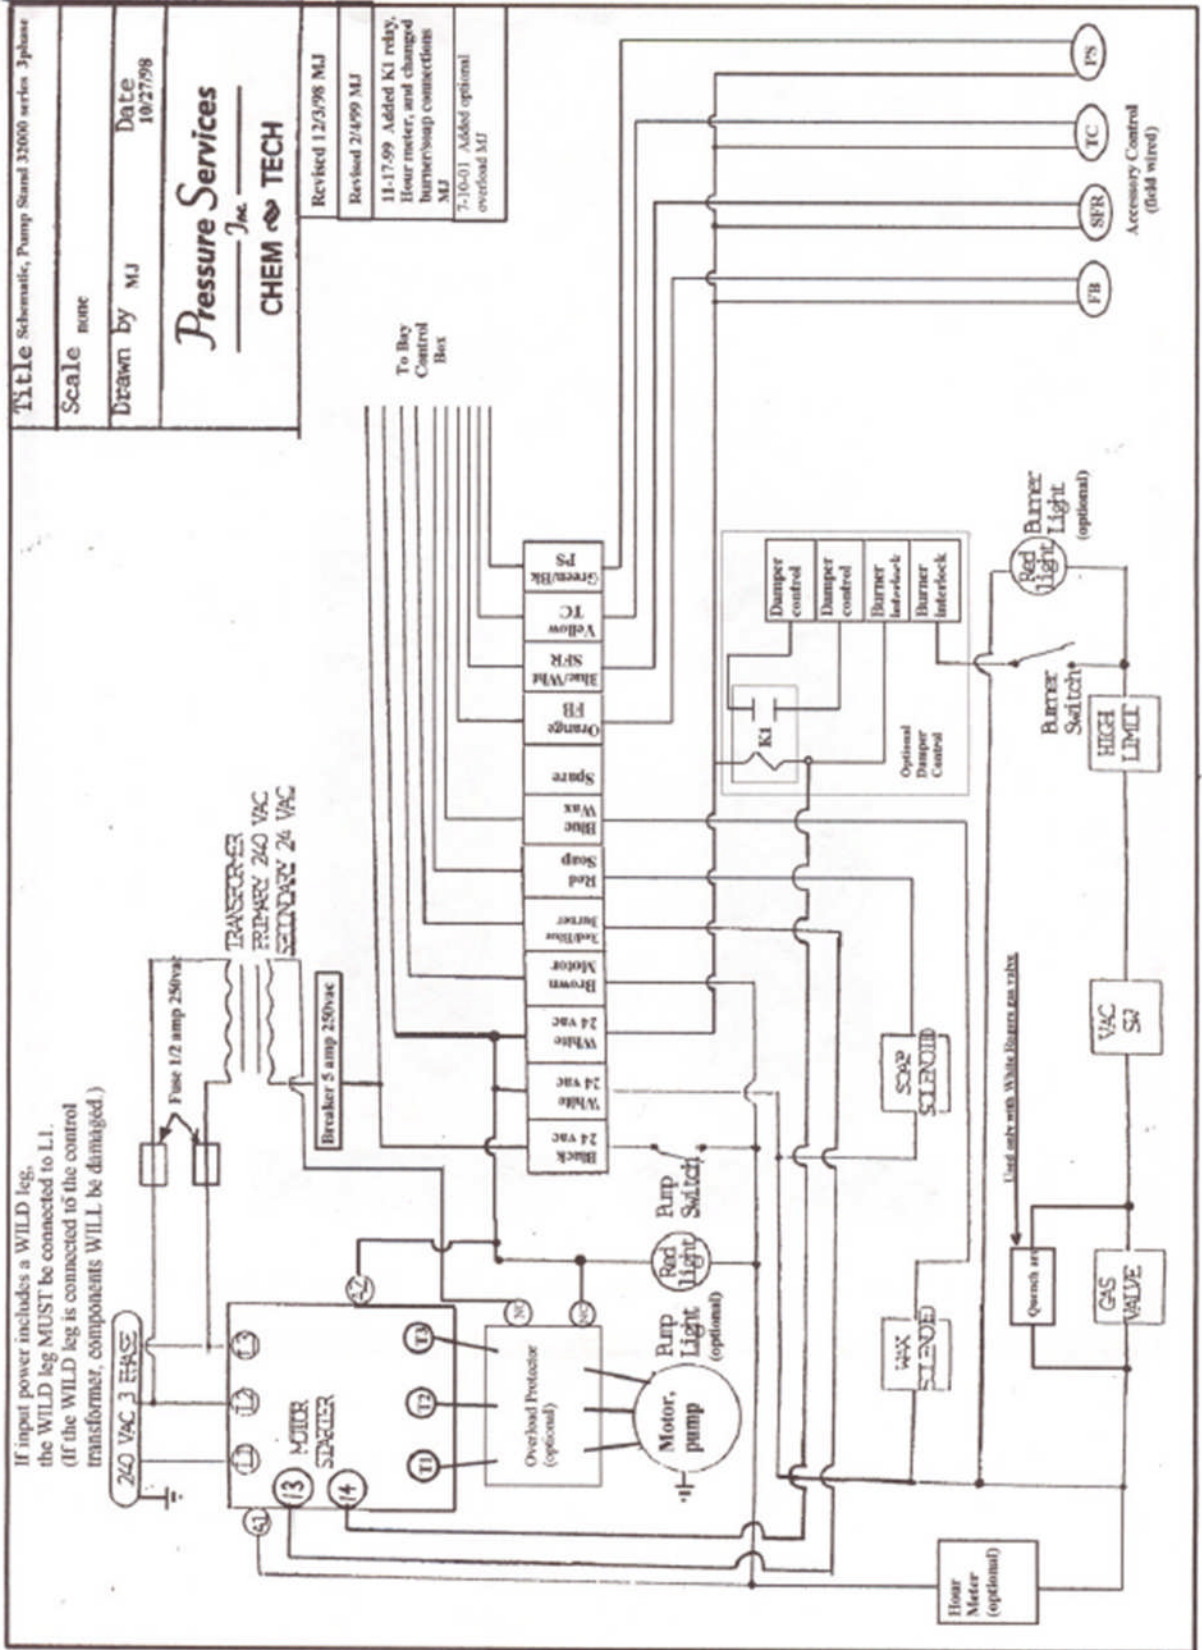 Title Schematic, Pump Stand 32000 series 3phase
Scale none
Drawn by MJ
Date
10/27/98
Pressure Services
Inc.
CHEM TECH
Revised 12/3/98 MJ
Revised 2/4/99 MJ
11-17-99 Added K1 relay,
Hour meter, and changed
burner/soap connections
MJ
7-10-01 Added optional
overload MJ
If input power includes a WILD leg,
the WILD leg MUST be connected to L1.
(If the WILD leg is connected to the control
transformer, components WILL be damaged.)
240 VAC 3 PHASE
Fuse 1/2 amp 250vac
TRANSFORMER
PRIMARY 240 VAC
SECONDARY 24 VAC
Breaker 5 amp 250vac
To Bay
Control
Box
L1
L2
L3
A1
A2
MOTOR
STARTER
13
14
T1
T2
T3
Overload Protector
(optional)
NC
NC
Motor,
pump
Pump
Light
(optional)
Red
light
Pump
Switch
Black
24 vac
White
24 vac
White
24 vac
Brown
Motor
Red/Blue
Burner
Red
Soap
Blue
Wax
Spare
Orange
FB
Blue/Wht
SFR
Yellow
TC
Green/Bk
PS
K1
Damper
control
Damper
control
Burner
interlock
Burner
interlock
Optional
Damper
Control
FB
SFR
TC
PS
Accessory Control
(field wired)
WAX
SOAP
SOLENOID
Burner
Switch
Red
light
Burner
Light
(optional)
HIGH
LIMIT
VAC
SW
Used only with White Rogers gas valve
Quench arc
GAS
VALVE
Hour
Meter
(optional)